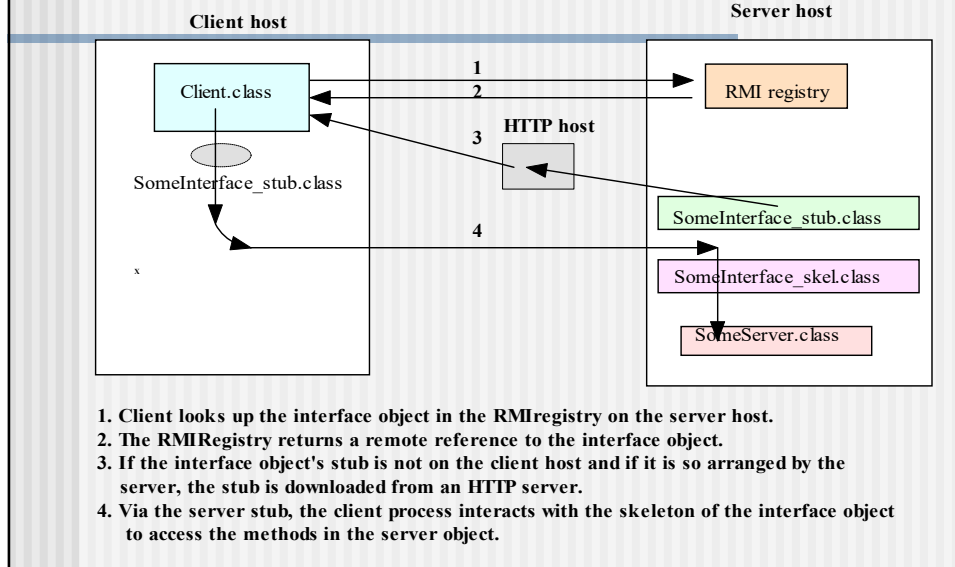 Client host
Server host
Client.class
1
RMI registry
2
HTTP host
3
SomeInterface_stub.class
SomeInterface_stub.class
4
x
SomeInterface_skel.class
SomeServer.class
1. Client looks up the interface object in the RMIregistry on the server host.
2. The RMIRegistry returns a remote reference to the interface object.
3. If the interface object's stub is not on the client host and if it is so arranged by the
server, the stub is downloaded from an HTTP server.
4. Via the server stub, the client process interacts with the skeleton of the interface object
to access the methods in the server object.